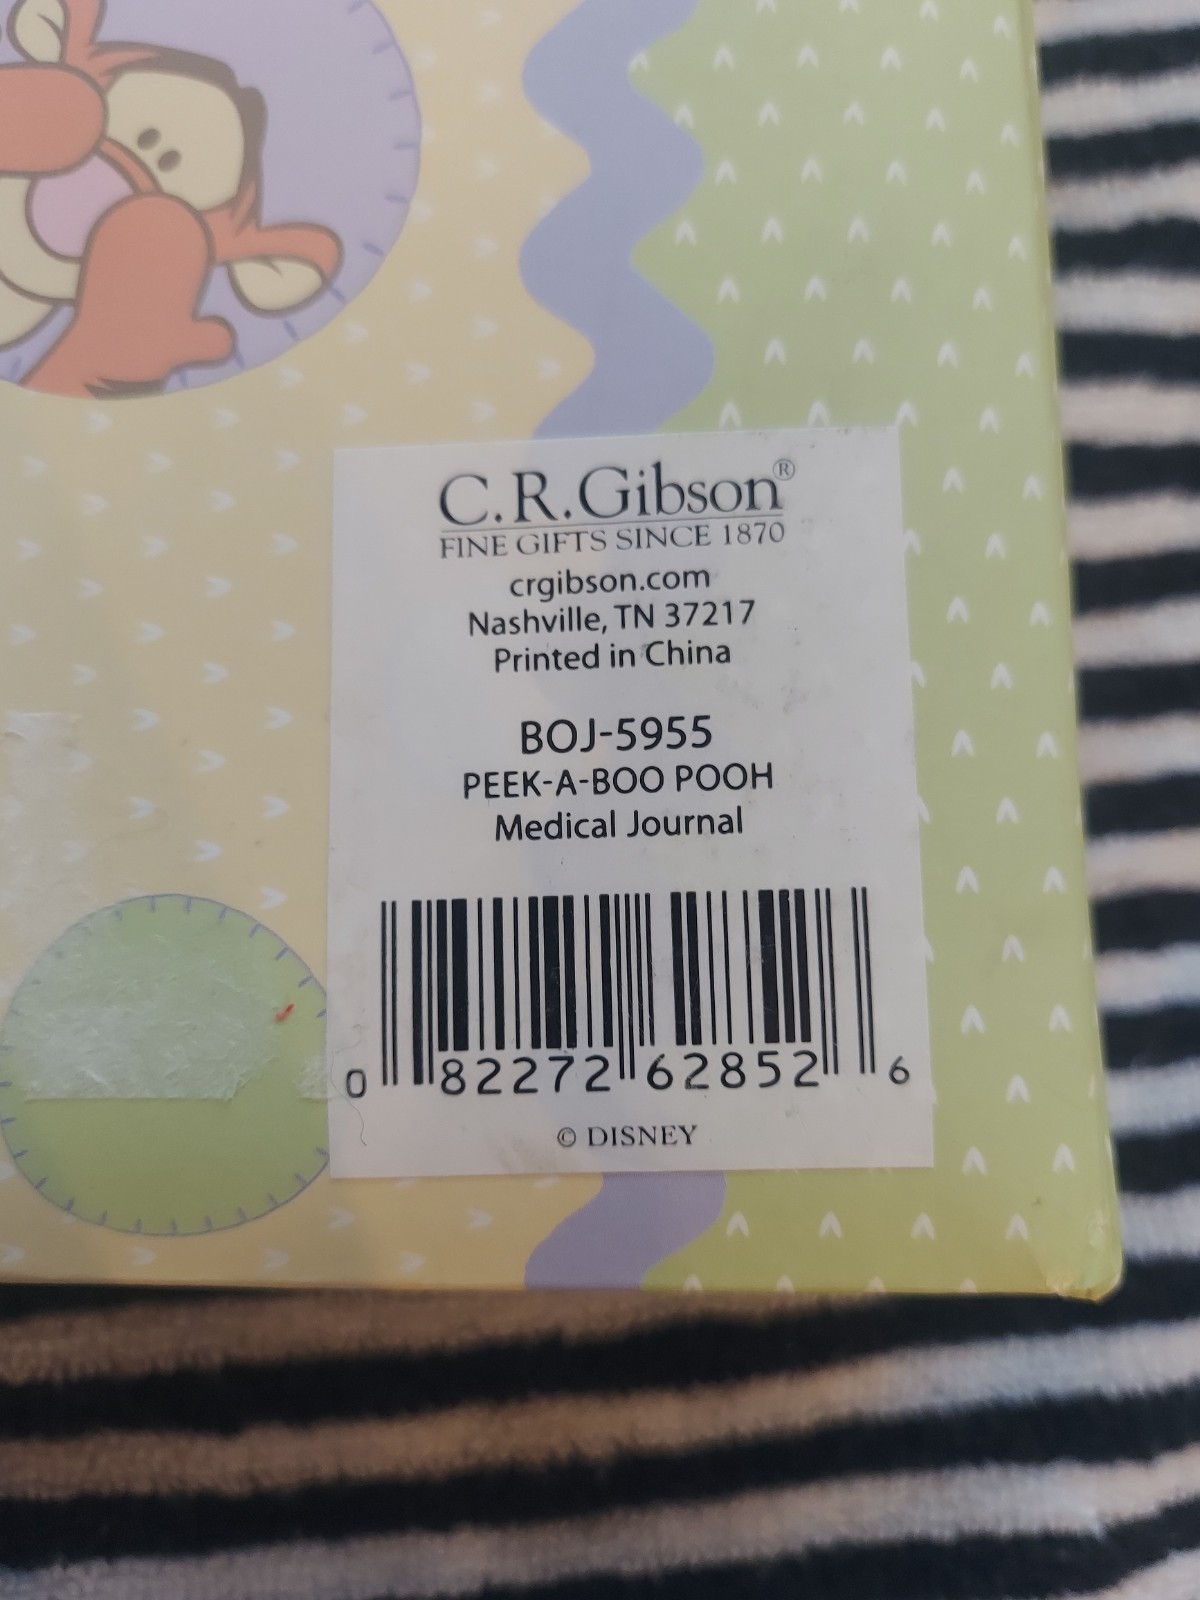 C.R.Gibson®
FINE GIFTS SINCE 1870
crgibson.com
Nashville, TN 37217
Printed in China
BOJ-5955
PEEK-A-BOO POOH
Medical Journal
0 82272 62852 6
© DISNEY